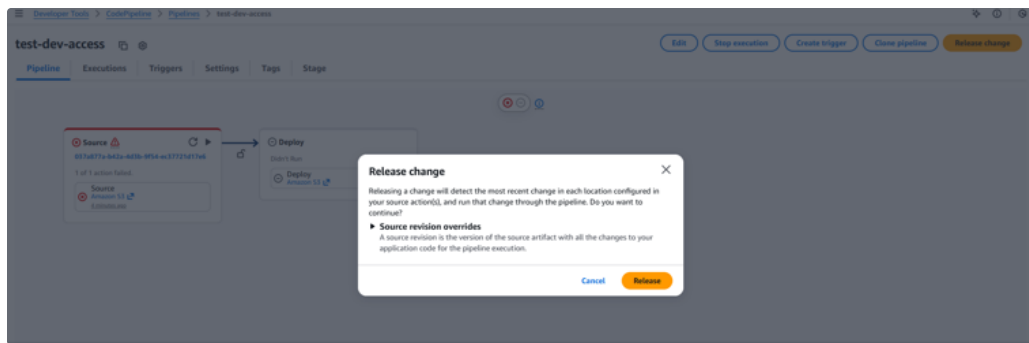 Developer Tools > CodePipeline > Pipelines > test-dev-access
test-dev-access
Edit
Stop execution
Create trigger
Clone pipeline
Release change
Pipeline
Executions
Triggers
Settings
Tags
Stage
Source
1 of 1 action failed.
Source
Amazon S3
Deploy
Didn't Run
Deploy
Amazon S3
Release change
Releasing a change will detect the most recent change in each location configured in
your source action(s), and run that change through the pipeline. Do you want to
continue?
Source revision overrides
A source revision is the version of the source artifact with all the changes to your
application code for the pipeline execution.
Cancel
Release